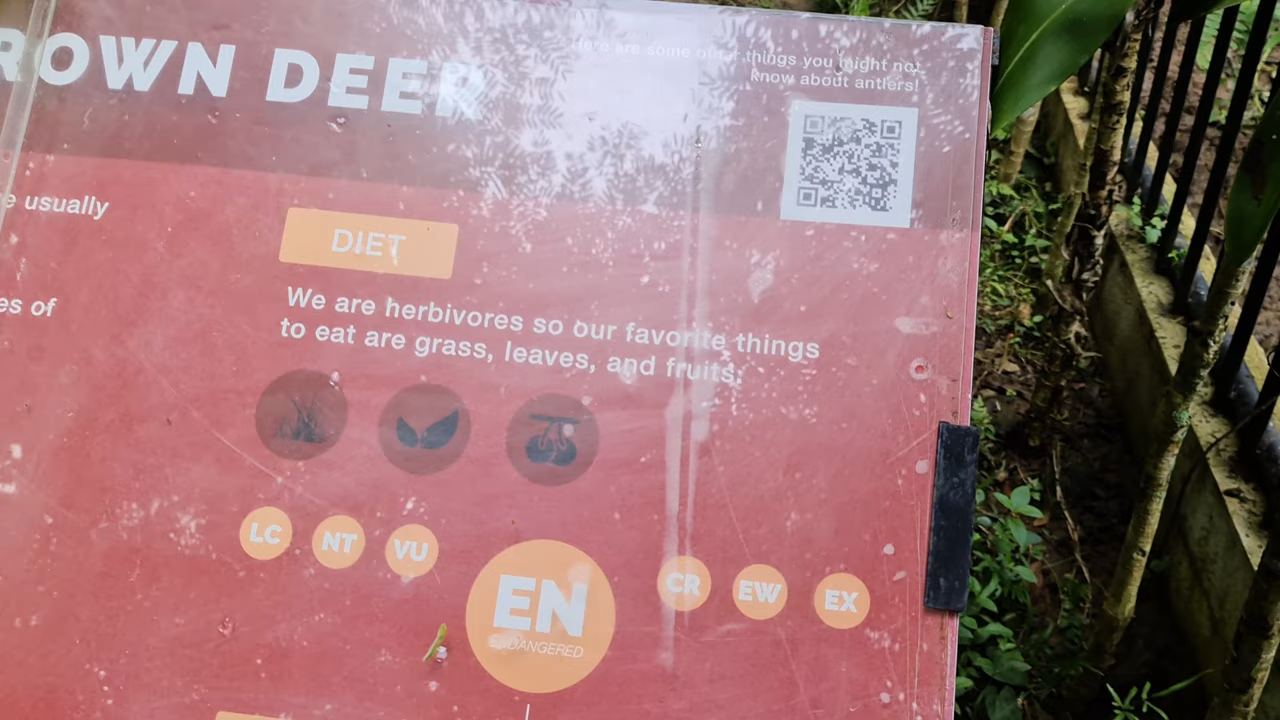 ROWN DEER
Here are some other things you might not
know about antlers!
e usually
es of
DIET
We are herbivores so our favorite things
to eat are grass, leaves, and fruits.
LC NT VU EN CR EW EX
ENDANGERED